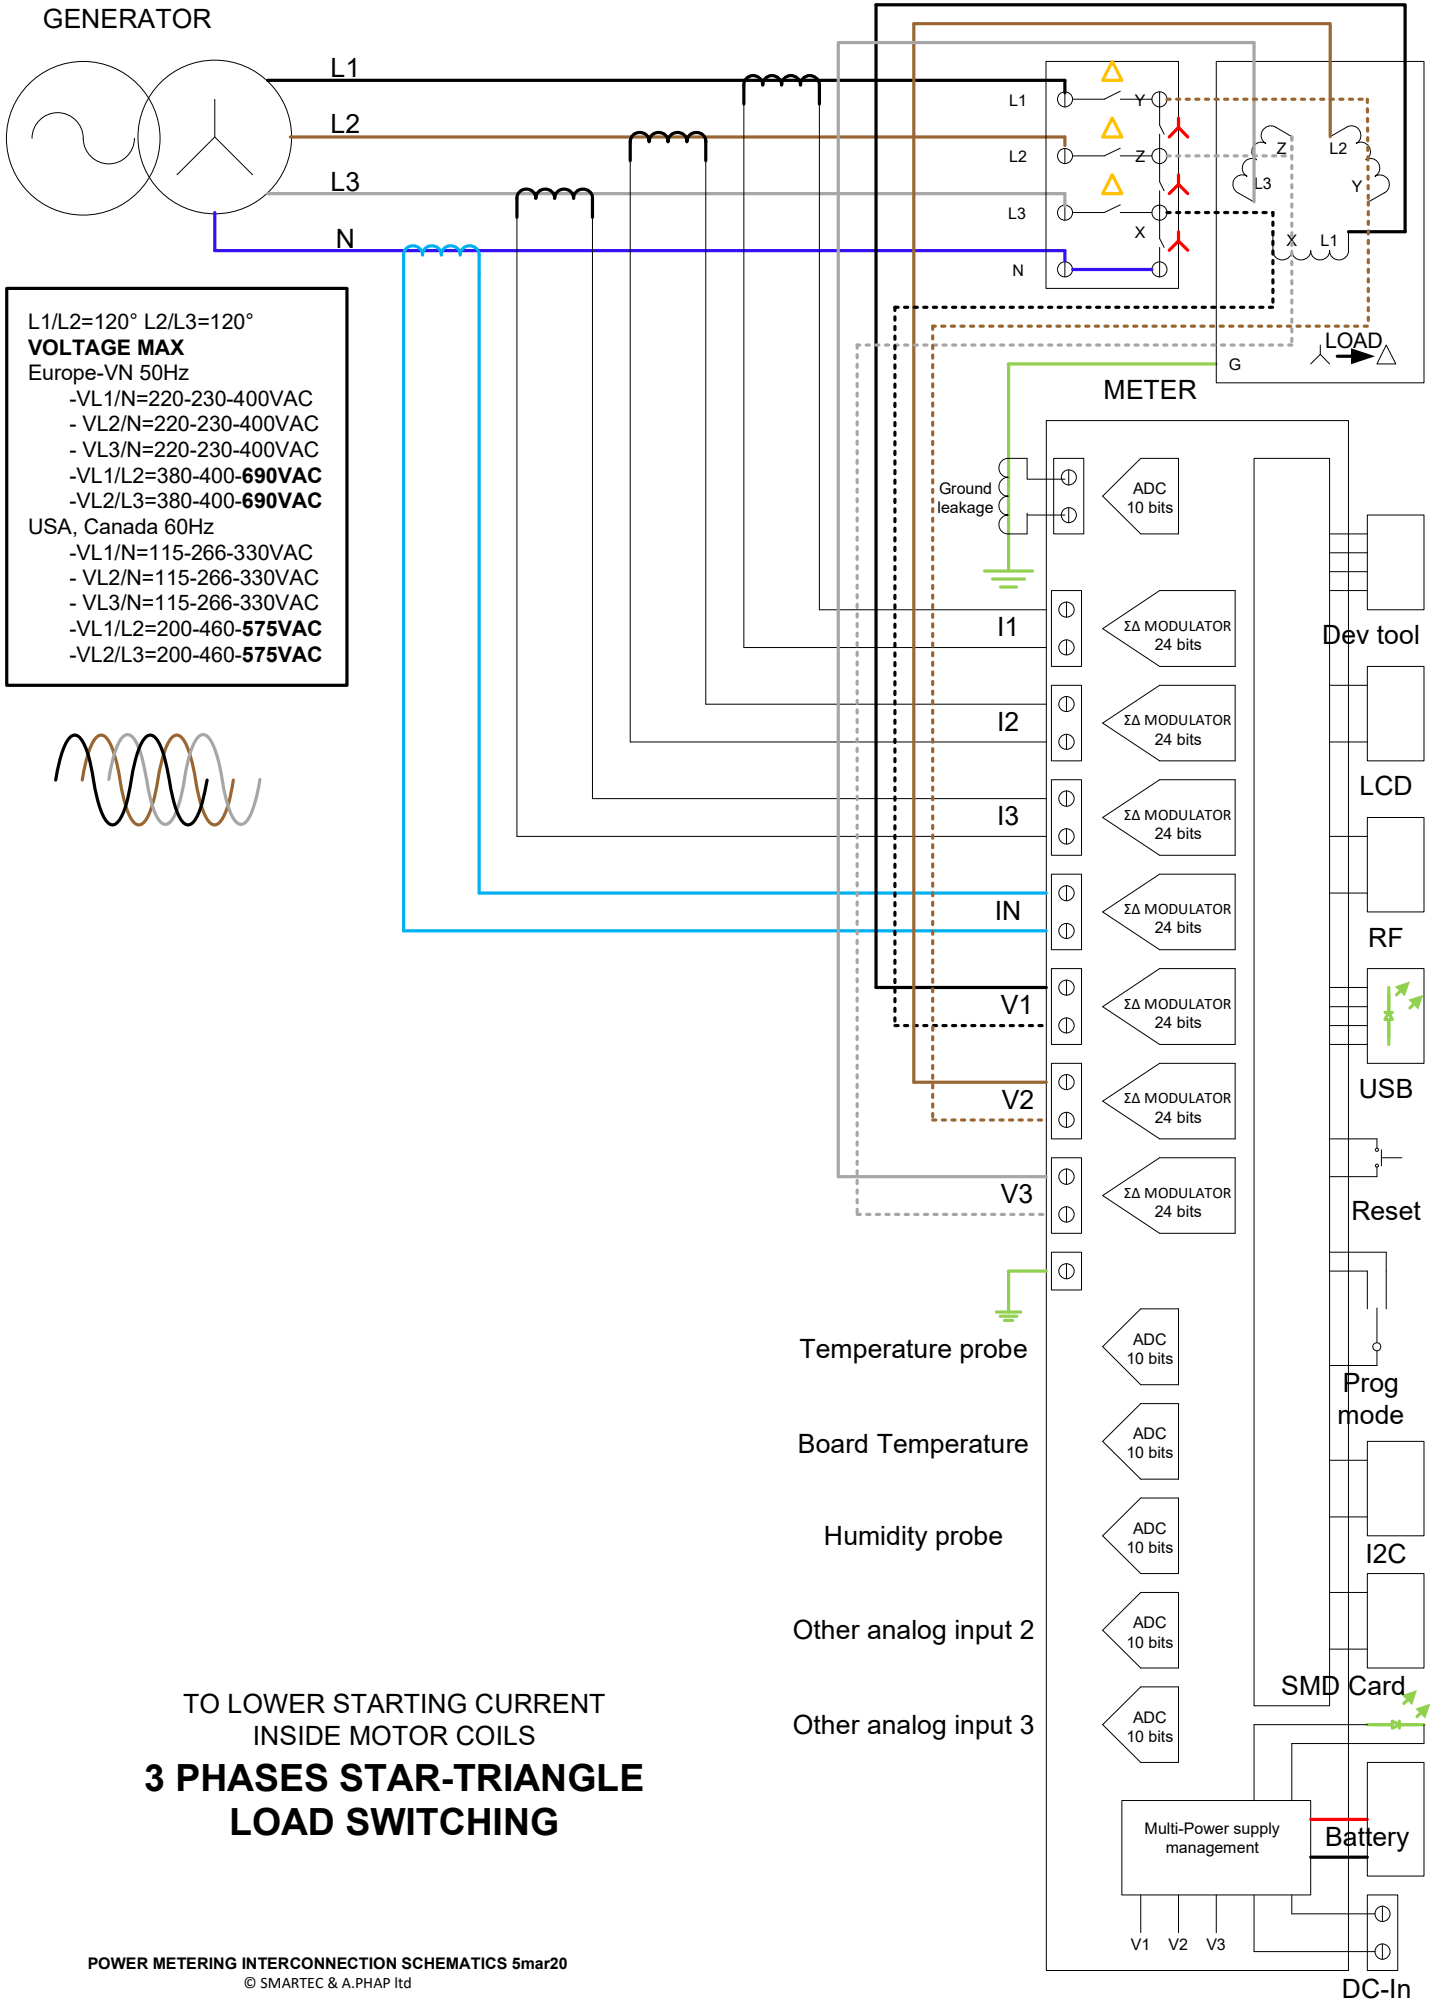 GENERATOR
L1
L2
L3
N
L1
L2
L3
N
Y
Z
X
Z
L2
L3
Y
X
L1
LOAD
G
L1/L2=120° L2/L3=120°
VOLTAGE MAX
Europe-VN 50Hz
-VL1/N=220-230-400VAC
- VL2/N=220-230-400VAC
- VL3/N=220-230-400VAC
-VL1/L2=380-400-690VAC
-VL2/L3=380-400-690VAC
USA, Canada 60Hz
-VL1/N=115-266-330VAC
- VL2/N=115-266-330VAC
- VL3/N=115-266-330VAC
-VL1/L2=200-460-575VAC
-VL2/L3=200-460-575VAC
METER
Ground
leakage
ADC
10 bits
I1
ΣΔ MODULATOR
24 bits
I2
ΣΔ MODULATOR
24 bits
I3
ΣΔ MODULATOR
24 bits
IN
ΣΔ MODULATOR
24 bits
V1
ΣΔ MODULATOR
24 bits
V2
ΣΔ MODULATOR
24 bits
V3
ΣΔ MODULATOR
24 bits
Temperature probe
ADC
10 bits
Board Temperature
ADC
10 bits
Humidity probe
ADC
10 bits
Other analog input 2
ADC
10 bits
Other analog input 3
ADC
10 bits
Dev tool
LCD
RF
USB
Reset
Prog
mode
I2C
SMD Card
Multi-Power supply
management
Battery
V1 V2 V3
DC-In
TO LOWER STARTING CURRENT
INSIDE MOTOR COILS
3 PHASES STAR-TRIANGLE
LOAD SWITCHING
POWER METERING INTERCONNECTION SCHEMATICS 5mar20
© SMARTEC & A.PHAP ltd